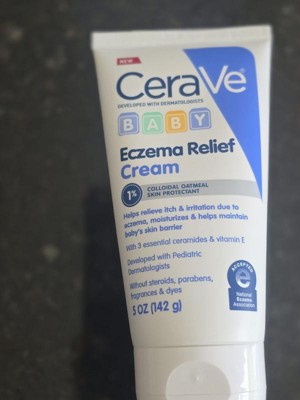 NEW
CeraVe
DEVELOPED WITH DERMATOLOGISTS
BABY
Eczema Relief
Cream
1% COLLOIDAL OATMEAL
SKIN PROTECTANT
Helps relieve itch & irritation due to
eczema, moisturizes & helps maintain
baby's skin barrier
With 3 essential ceramides & vitamin E
Developed with Pediatric
Dermatologists
Without steroids, parabens,
fragrances & dyes
5 OZ (142 g)
ACCEPTED
e
National
Eczema
Association